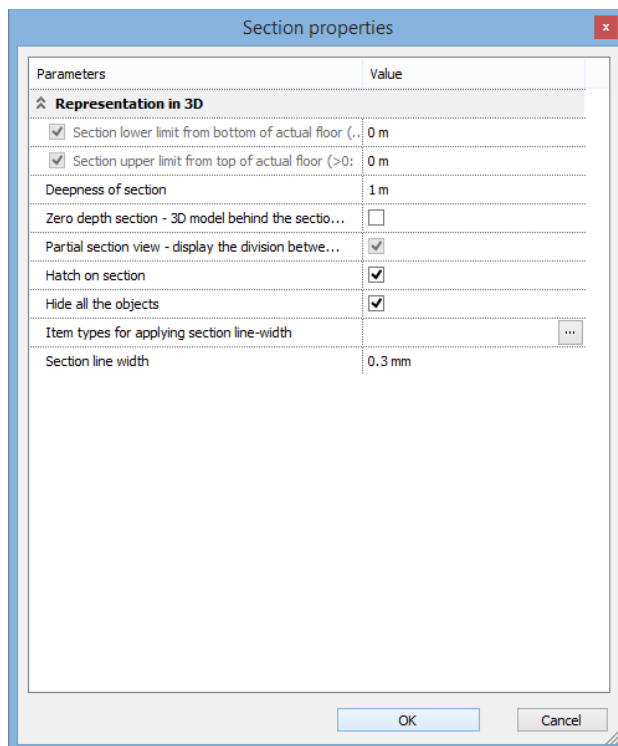 Section properties
x
Parameters Value
Representation in 3D
Section lower limit from bottom of actual floor (.. 0 m
Section upper limit from top of actual floor (>0: 0 m
Deepness of section 1 m
Zero depth section - 3D model behind the sectio...
Partial section view - display the division betwe...
Hatch on section
Hide all the objects
Item types for applying section line-width ...
Section line width 0.3 mm
OK Cancel